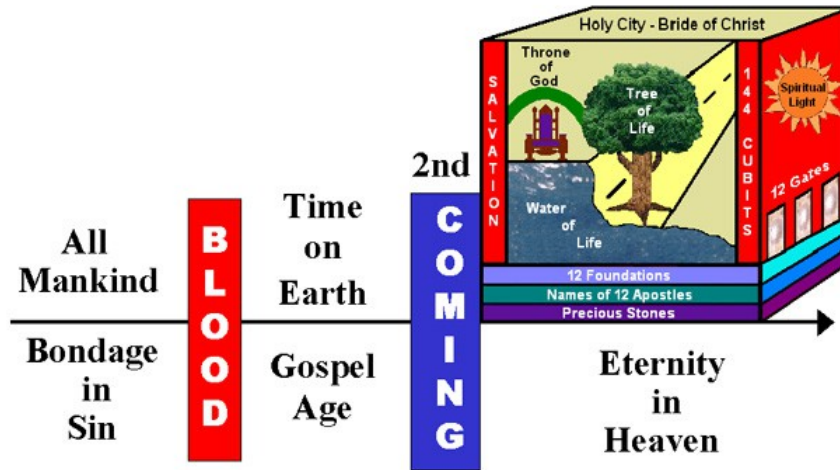 All
Mankind
Bondage
in
Sin
BLOOD
Time
on
Earth
Gospel
Age
2nd
COMING
Holy City - Bride of Christ
SALVATION
Throne
of
God
Tree
of
Life
Water
of
Life
144 CUBITS
Spiritual
Light
12 Gates
12 Foundations
Names of 12 Apostles
Precious Stones
Eternity
in
Heaven